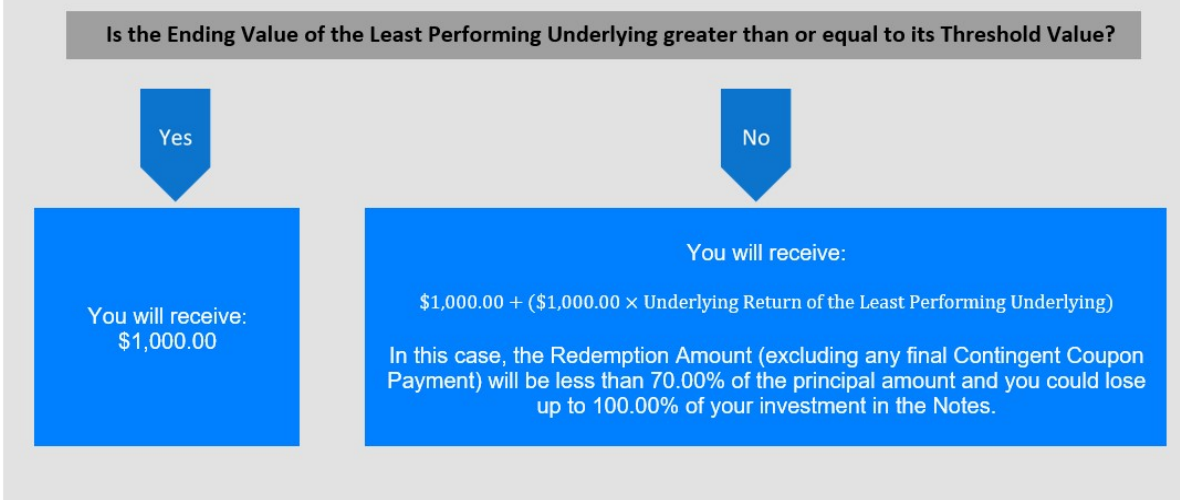 Is the Ending Value of the Least Performing Underlying greater than or equal to its Threshold Value?
Yes
No
You will receive:
$1,000.00
You will receive:
$1,000.00 + ($1,000.00 × Underlying Return of the Least Performing Underlying)
In this case, the Redemption Amount (excluding any final Contingent Coupon
Payment) will be less than 70.00% of the principal amount and you could lose
up to 100.00% of your investment in the Notes.